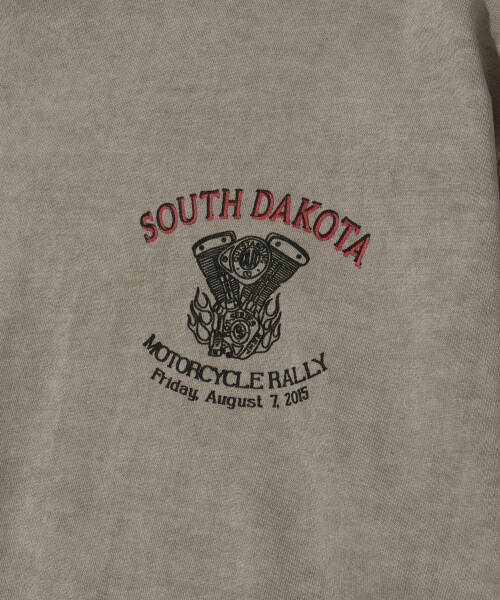 SOUTH DAKOTA
MOTORCYCLE RALLY
Friday, August 7, 2015